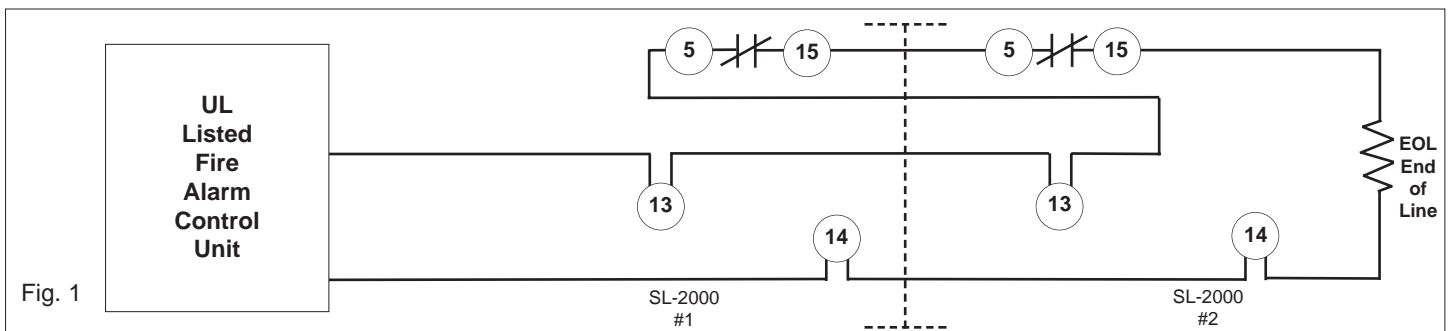 UL
Listed
Fire
Alarm
Control
Unit
5
15
5
15
13
13
14
14
EOL
End
of
Line
Fig. 1
SL-2000
#1
SL-2000
#2